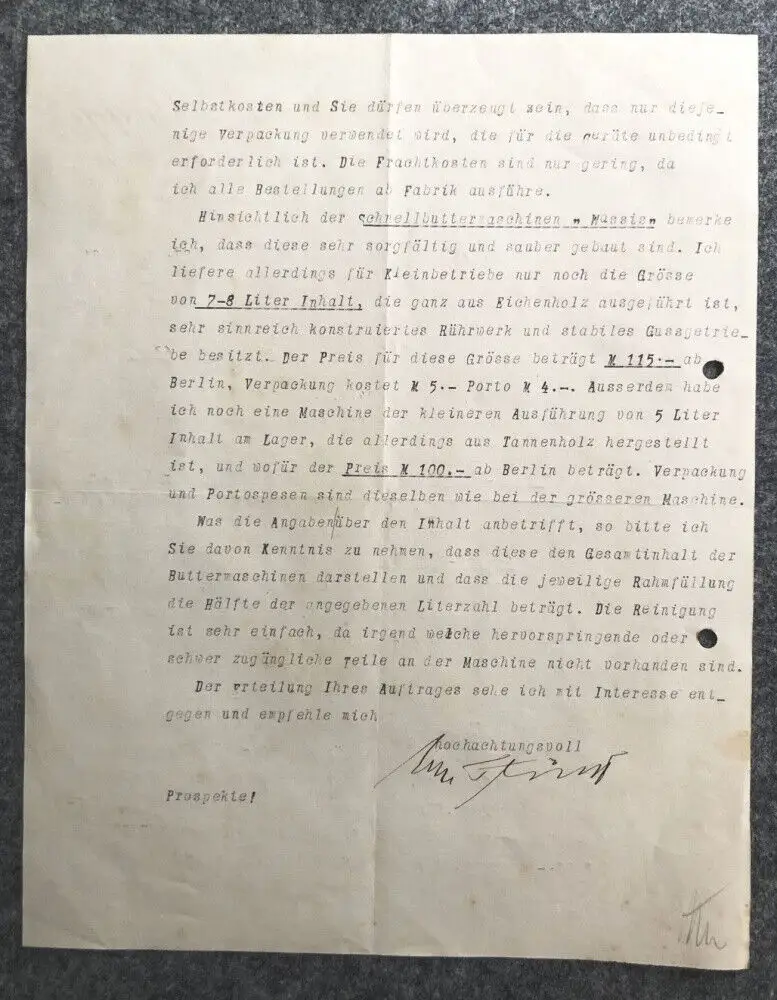 Selbstkosten und Sie dürfen überzeugt sein, dass nur dieje_
nige Verpackung verwendet wird, die für die Geräte unbedingt
erforderlich ist. Die Frachtkosten sind nur gering, da
ich alle Bestellungen ab Fabrik ausführe.
Hinsichtlich der Schnellbuttermaschinen „ Massis„ bemerke
ich, dass diese sehr sorgfältig und sauber gebaut sind. Ich
liefere allerdings für Kleinbetriebe nur noch die Grösse
von 7-8 Liter Inhalt, die ganz aus Eichenholz ausgeführt ist,
sehr sinnreich konstruiertes Rührwerk und stabiles Gussgetrie_
be besitzt. Der Preis für diese Grösse beträgt M 115.- ab
Berlin, Verpackung kostet M 5.- Porto M 4.-. Ausserdem habe
ich noch eine Maschine der kleineren Ausführung von 5 Liter
Inhalt am Lager, die allerdings aus Tannenholz hergestellt
ist, und wofür der Preis M 100.- ab Berlin beträgt. Verpackung
und Portospesen sind dieselben wie bei der grösseren Maschine.
Was die Angaben/über den Inhalt anbetrifft, so bitte ich
Sie davon Kenntnis zu nehmen, dass diese den Gesamtinhalt der
Buttermaschinen darstellen und dass die jeweilige Rahmfüllung
die Hälfte der angegebenen Literzahl beträgt. Die Reinigung
ist sehr einfach, da irgend welche hervorspringende oder
schwer zugängliche Teile an der Maschine nicht vorhanden sind.
Der Erteilung Ihres Auftrages sehe ich mit Interesse ent_
gegen und empfehle mich
hochachtungsvoll
Prospekte!